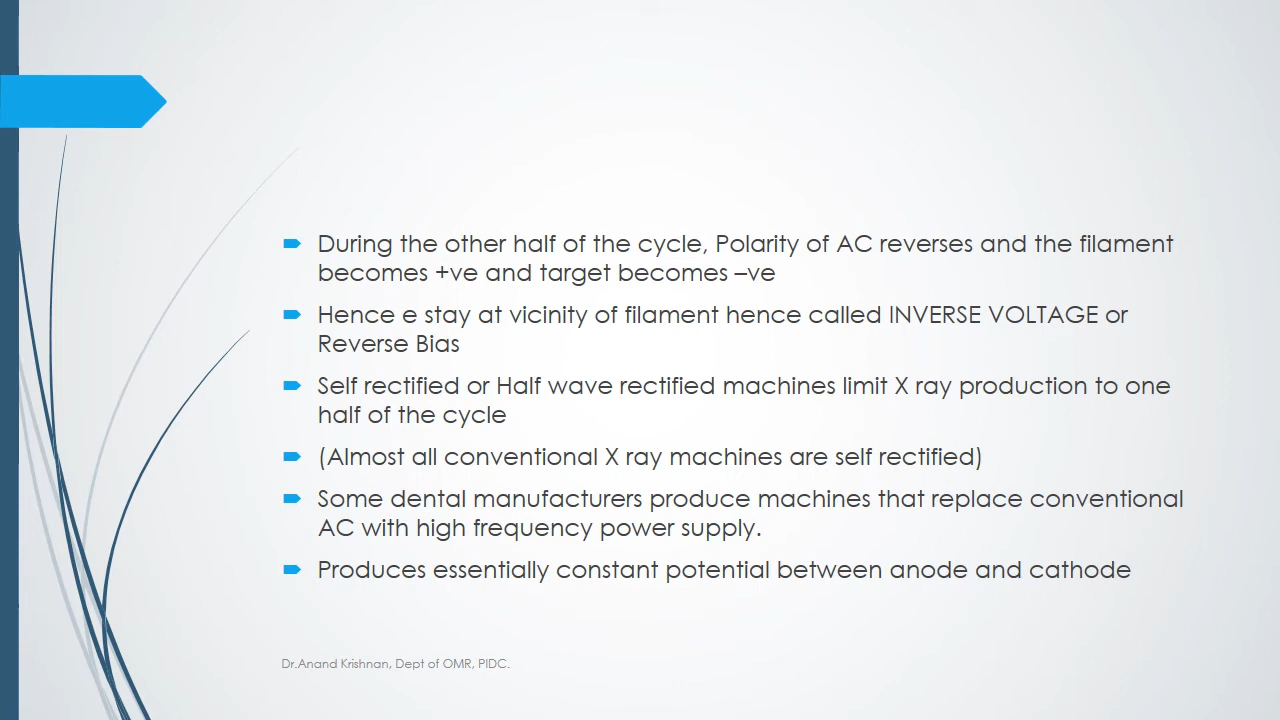 During the other half of the cycle, Polarity of AC reverses and the filament
becomes +ve and target becomes –ve
Hence e stay at vicinity of filament hence called INVERSE VOLTAGE or
Reverse Bias
Self rectified or Half wave rectified machines limit X ray production to one
half of the cycle
(Almost all conventional X ray machines are self rectified)
Some dental manufacturers produce machines that replace conventional
AC with high frequency power supply.
Produces essentially constant potential between anode and cathode
Dr.Anand Krishnan, Dept of OMR, PIDC.